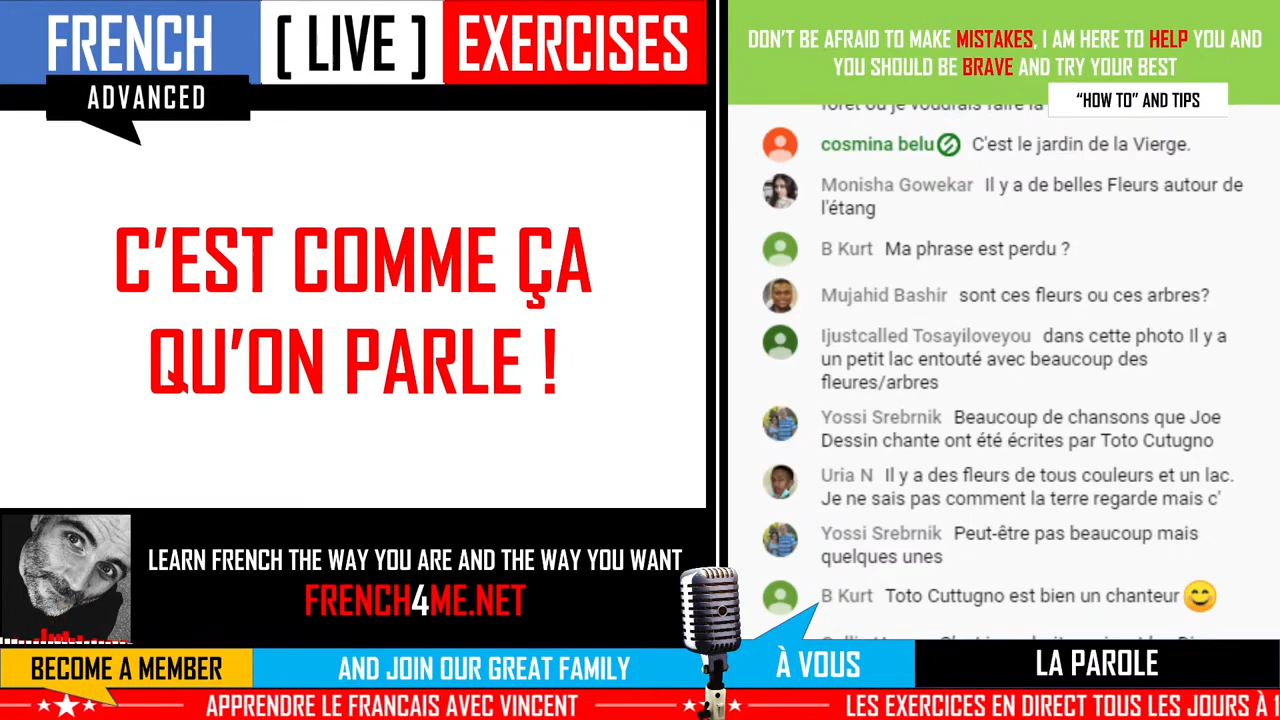 FRENCH [ LIVE ] EXERCISES
ADVANCED
C'EST COMME ÇA
QU'ON PARLE !
LEARN FRENCH THE WAY YOU ARE AND THE WAY YOU WANT
FRENCH4ME.NET
DON'T BE AFRAID TO MAKE MISTAKES, I AM HERE TO HELP YOU AND
YOU SHOULD BE BRAVE AND TRY YOUR BEST
"HOW TO" AND TIPS
foret ou je voudrais faire la
cosmina belu C'est le jardin de la Vierge.
Monisha Gowekar Il y a de belles Fleurs autour de
l'étang
B Kurt Ma phrase est perdu ?
Mujahid Bashir sont ces fleurs ou ces arbres?
Ijustcalled Tosayiloveyou dans cette photo Il y a
un petit lac entouté avec beaucoup des
fleures/arbres
Yossi Srebrnik Beaucoup de chansons que Joe
Dessin chante ont été écrites par Toto Cutugno
Uria N Il y a des fleurs de tous couleurs et un lac.
Je ne sais pas comment la terre regarde mais c'
Yossi Srebrnik Peut-être pas beaucoup mais
quelques unes
B Kurt Toto Cuttugno est bien un chanteur 😊
BECOME A MEMBER AND JOIN OUR GREAT FAMILY À VOUS LA PAROLE
APPRENDRE LE FRANCAIS AVEC VINCENT LES EXERCICES EN DIRECT TOUS LES JOURS À